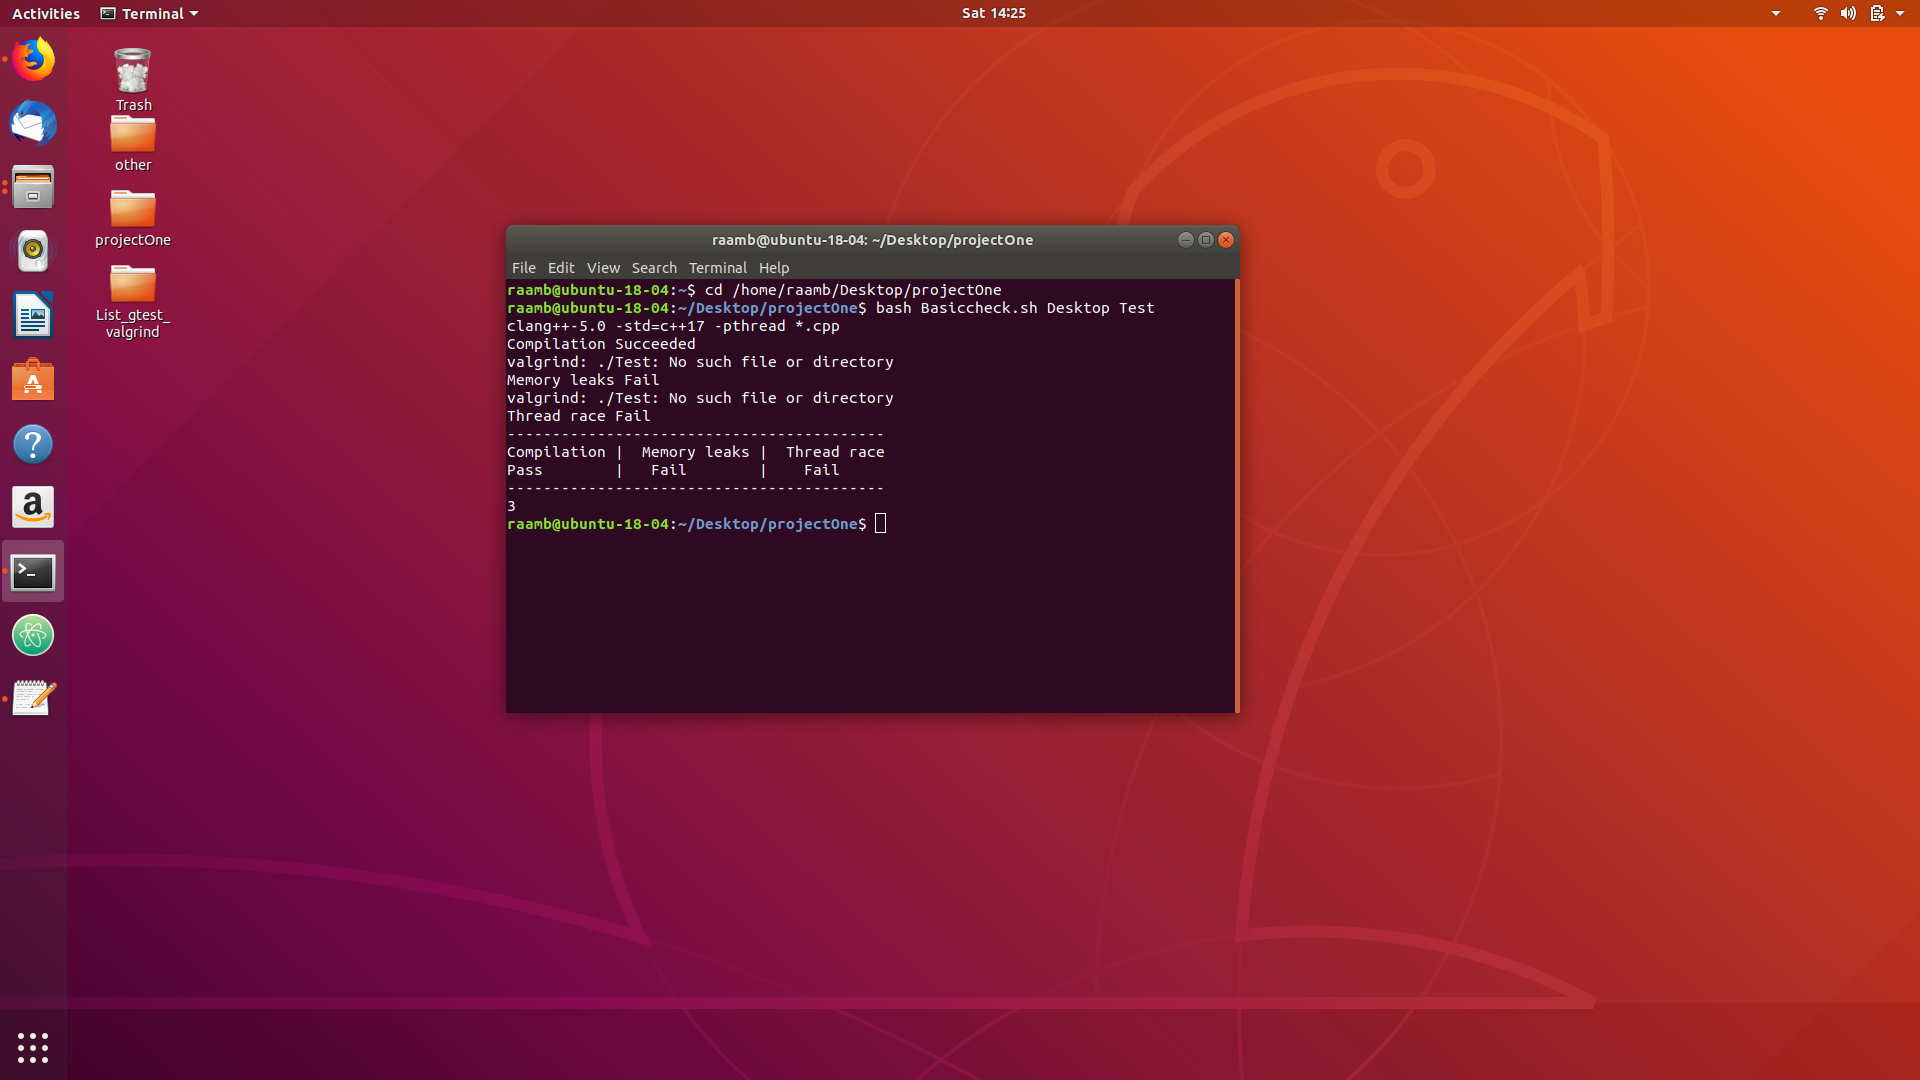 Activities Terminal Sat 14:25
Trash
other
projectOne
List_gtest_
valgrind
raamb@ubuntu-18-04: ~/Desktop/projectOne
File Edit View Search Terminal Help
raamb@ubuntu-18-04:~$ cd /home/raamb/Desktop/projectOne
raamb@ubuntu-18-04:~/Desktop/projectOne$ bash Basiccheck.sh Desktop Test
clang++-5.0 -std=c++17 -pthread *.cpp
Compilation Succeeded
valgrind: ./Test: No such file or directory
Memory leaks Fail
valgrind: ./Test: No such file or directory
Thread race Fail
------------------------------------------
Compilation |  Memory leaks |  Thread race
Pass        |   Fail        |    Fail
------------------------------------------
3
raamb@ubuntu-18-04:~/Desktop/projectOne$